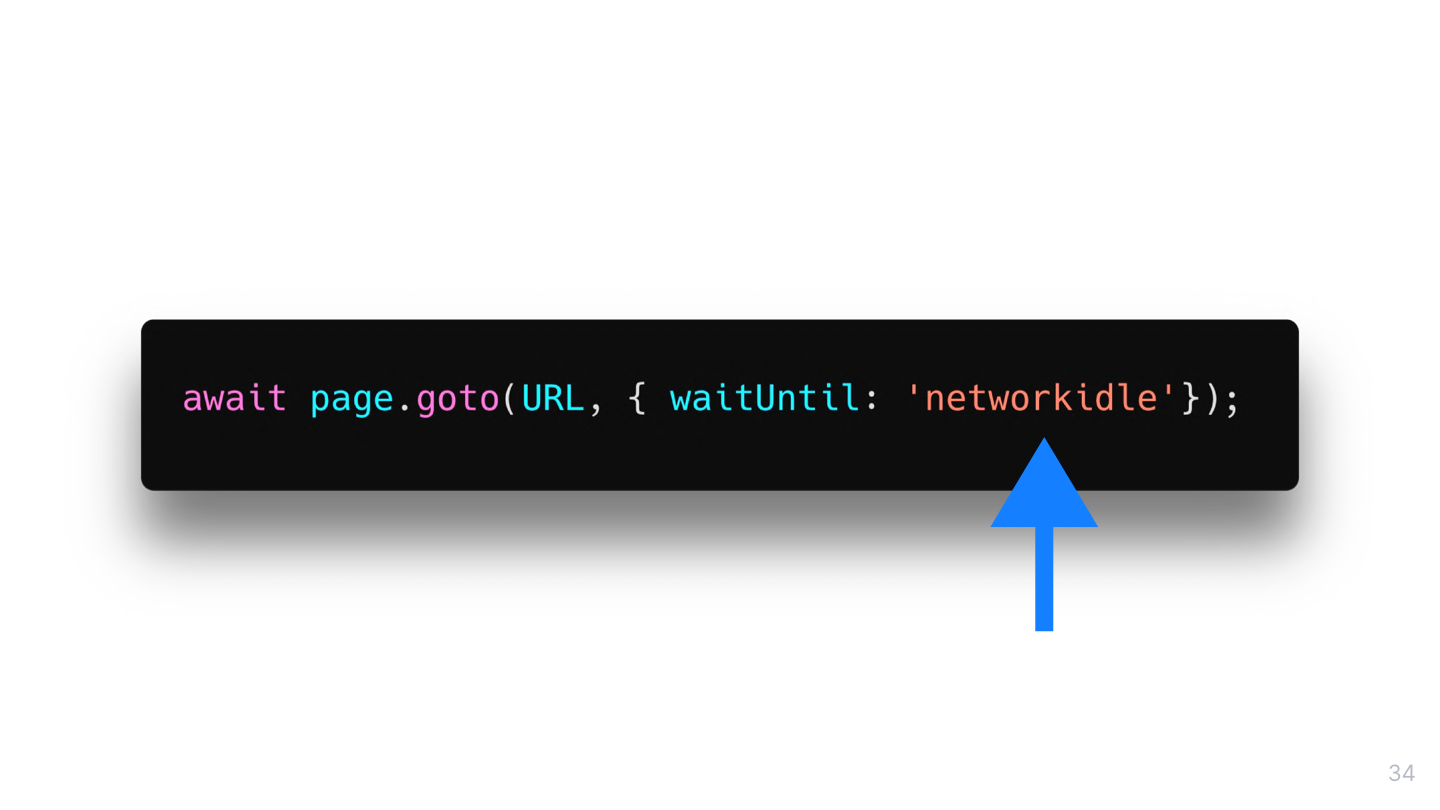 await page.goto(URL, { waitUntil: 'networkidle'});
34